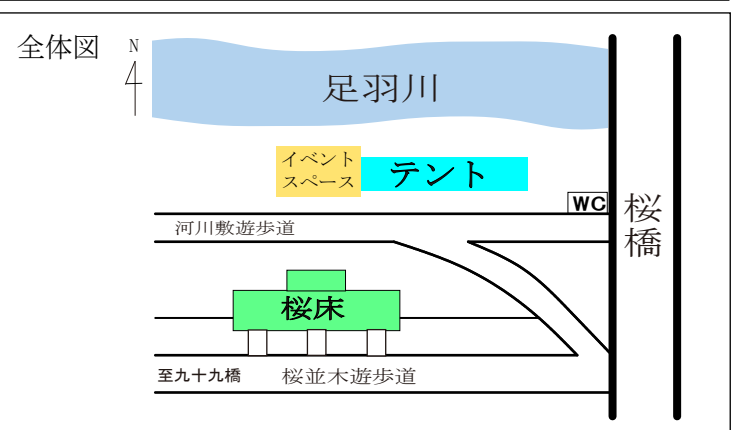 全体図
N
足羽川
イベント
スペース
テント
WC
桜橋
河川敷遊歩道
桜床
至九十九橋
桜並木遊歩道